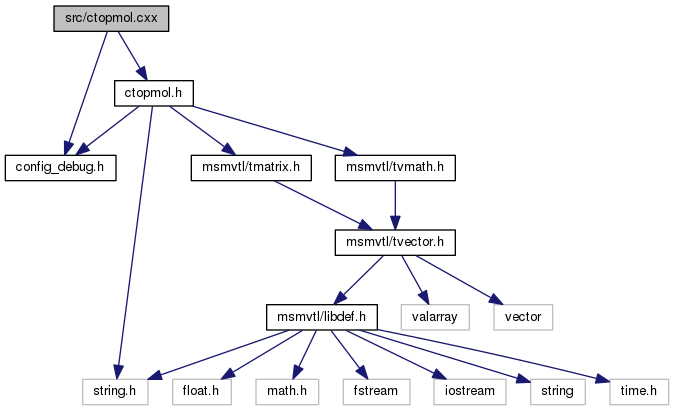 src/ctopmol.cxx
ctopmol.h
config_debug.h
msmvtl/tmatrix.h
msmvtl/tvmath.h
msmvtl/tvector.h
msmvtl/libdef.h
valarray
vector
string.h
float.h
math.h
fstream
iostream
string
time.h